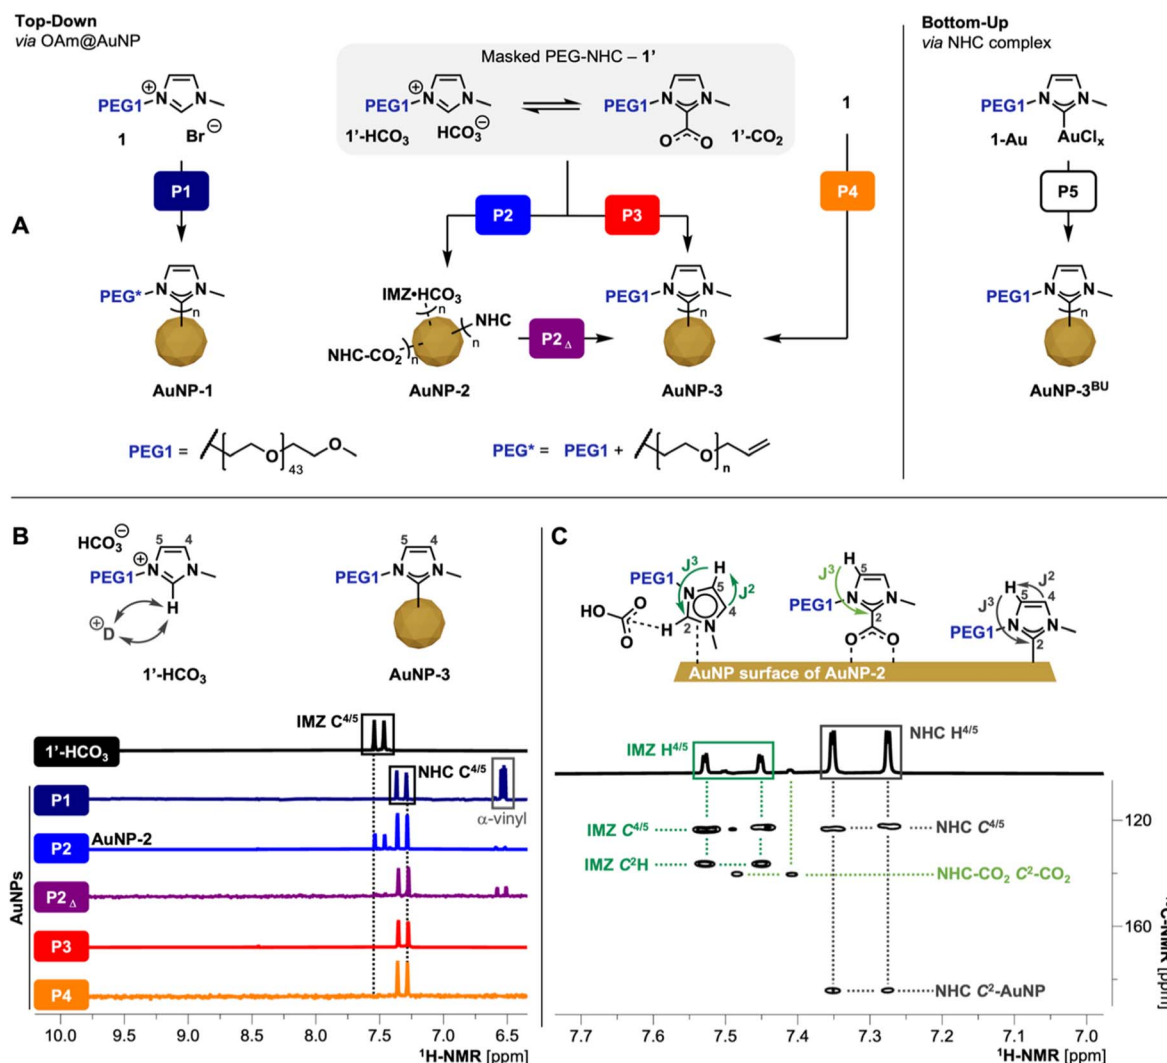 Top-Down
via OAm@AuNP
Bottom-Up
via NHC complex
Masked PEG-NHC – 1'
PEG1
N
N
1
Br⊖
PEG1
N
N
1'-HCO₃
HCO₃⊖
PEG1
N
N
O
O
1'-CO₂
1
PEG1
N
N
1-Au
AuClₓ
P1
P2
P3
P4
P5
A
PEG*
N
N
n
AuNP-1
IMZ•HCO₃
n
NHC
n
NHC-CO₂
n
AuNP-2
P2Δ
PEG1
N
N
n
AuNP-3
PEG1
N
N
n
AuNP-3ᴮᵁ
PEG1 =
O
43
O
PEG* = PEG1 +
O
n
B
HCO₃⊖
5
4
PEG1
N
N
H
⊕D
1'-HCO₃
5
4
PEG1
N
N
AuNP-3
IMZ C⁴/⁵
1'-HCO₃
NHC C⁴/⁵
P1
α-vinyl
P2
AuNP-2
P2Δ
P3
P4
AuNPs
10.0
9.5
9.0
8.5
8.0
7.5
7.0
6.5
¹H-NMR [ppm]
C
J³
H
PEG1
5
J²
N
4
HO
O
O
H
2
N
H
J³
5
N
N
PEG1
2
O
O
H
J²
J³
5
4
N
N
PEG1
2
AuNP surface of AuNP-2
IMZ H⁴/⁵
NHC H⁴/⁵
IMZ C⁴/⁵
NHC C⁴/⁵
IMZ C²H
NHC-CO₂ C²-CO₂
NHC C²-AuNP
120
160
C-NMR [ppm]
7.7
7.6
7.5
7.4
7.3
7.2
7.1
7.0
¹H-NMR [ppm]